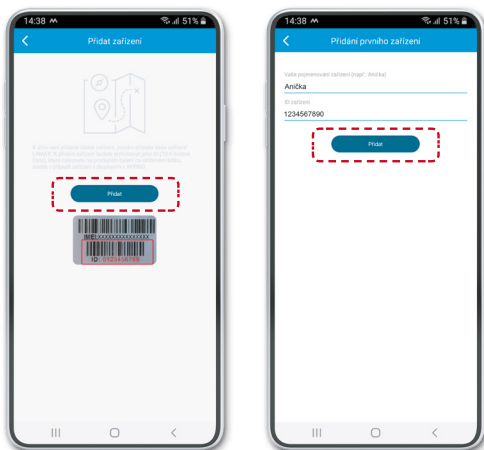 14:38
51%
Přidat zařízení
Přidat
IMEI:XXXXXXXXXXXXXXX
ID: 0123456789
14:38
51%
Přidání prvního zařízení
Vaše pojmenování zařízení (např.: Anička)
Anička
ID zařízení
1234567890
Přidat